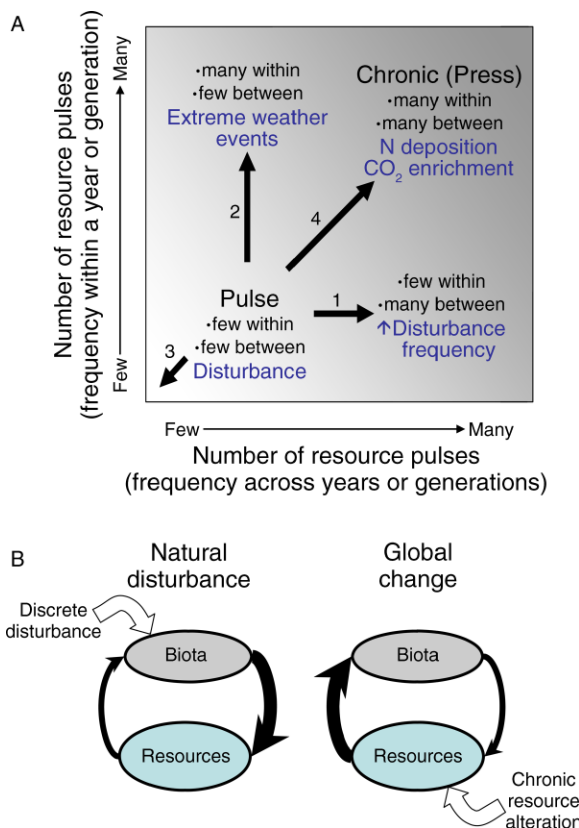 A
Number of resource pulses
(frequency within a year or generation)
Few
Many
•many within
•few between
Extreme weather
events
Chronic (Press)
•many within
•many between
N deposition
CO₂ enrichment
2
4
Pulse
•few within
•few between
Disturbance
1
•few within
•many between
↑Disturbance
frequency
3
Few
Many
Number of resource pulses
(frequency across years or generations)
B
Natural
disturbance
Global
change
Discrete
disturbance
Biota
Biota
Resources
Resources
Chronic
resource
alteration